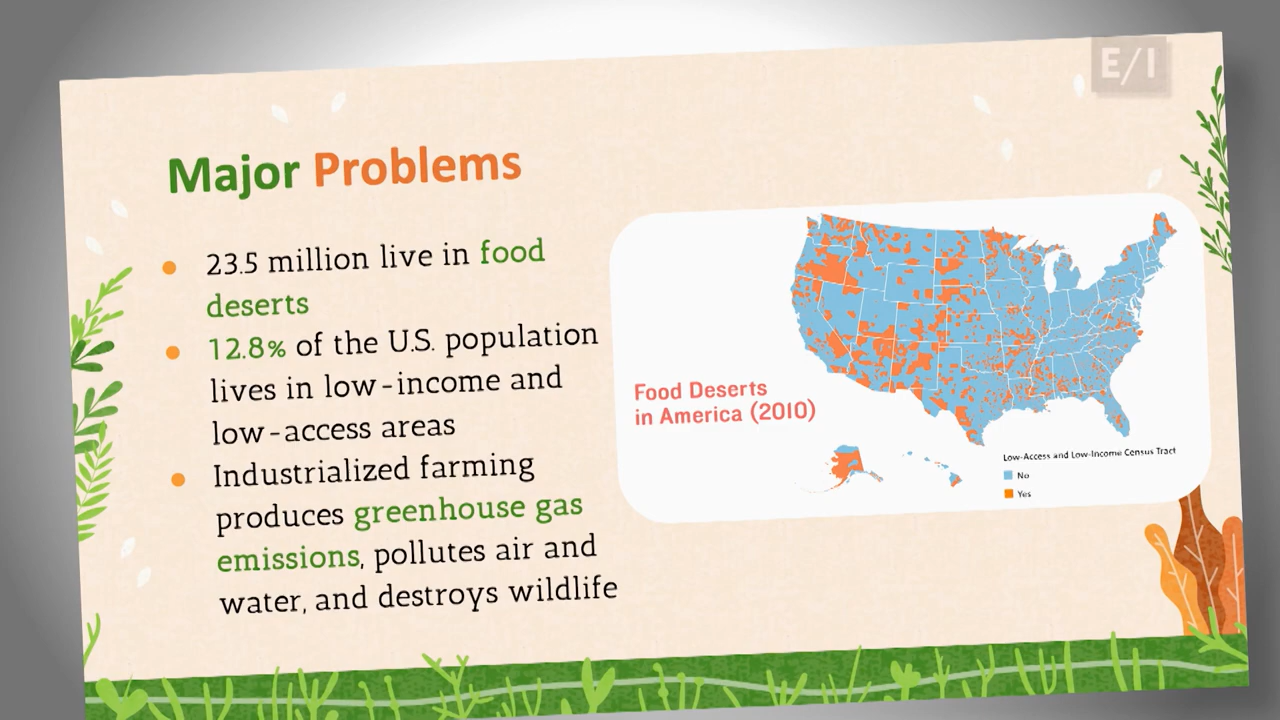 E/I
Major Problems
23.5 million live in food
deserts
12.8% of the U.S. population
lives in low-income and
low-access areas
Industrialized farming
produces greenhouse gas
emissions, pollutes air and
water, and destroys wildlife
Food Deserts
in America (2010)
Low-Access and Low-Income Census Tract
No
Yes